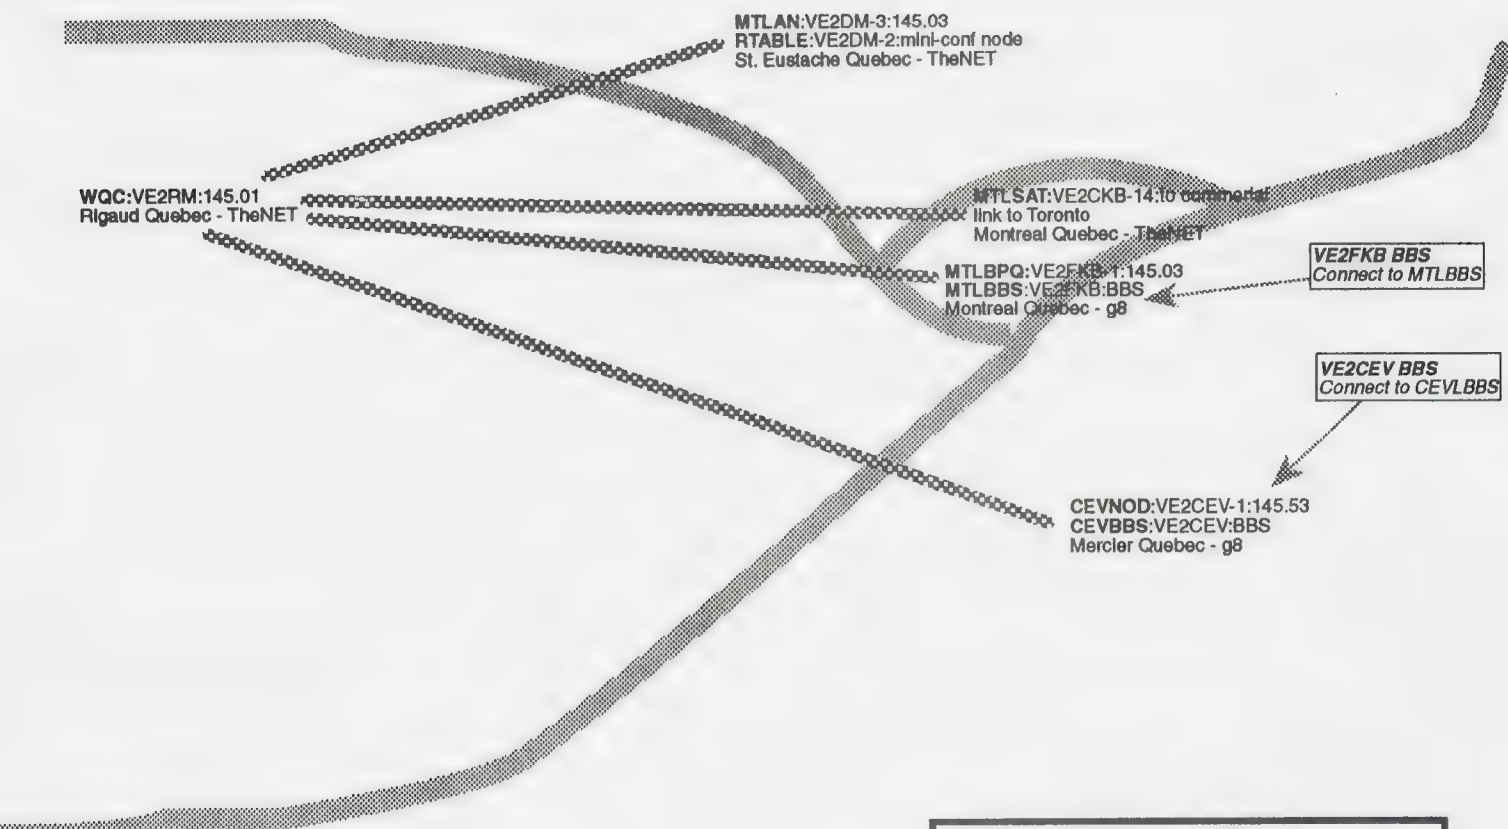 MTLAN:VE2DM-3:145.03
RTABLE:VE2DM-2:mini-conf node
St. Eustache Quebec - TheNET
WQC:VE2RM:145.01
Rigaud Quebec - TheNET
MTLSAT:VE2CKB-14:to commerial
link to Toronto
Montreal Quebec - TheNET
MTLBPQ:VE2FKB-1:145.03
MTLBBS:VE2FKB:BBS
Montreal Quebec - g8
VE2FKB BBS
Connect to MTLBBS
VE2CEV BBS
Connect to CEVLBBS
CEVNOD:VE2CEV-1:145.53
CEVBBS:VE2CEV:BBS
Mercier Quebec - g8